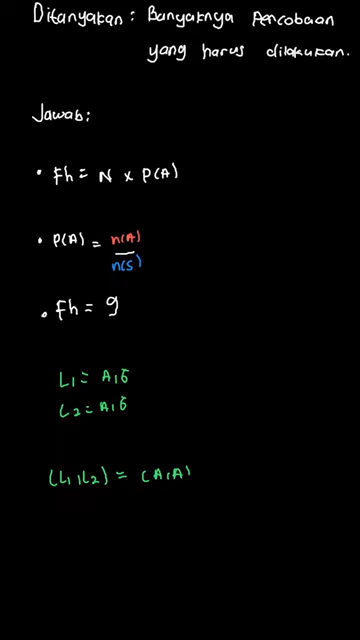 Ditanyakan: Banyaknya Percobaan
yang harus dilakukan.
Jawab:
• Fh = N x P(A)
• P(A) = n(A)
n(S)
• Fh = 9
L1 = A, G
L2 = A, G
(L1, L2) = (A, A)